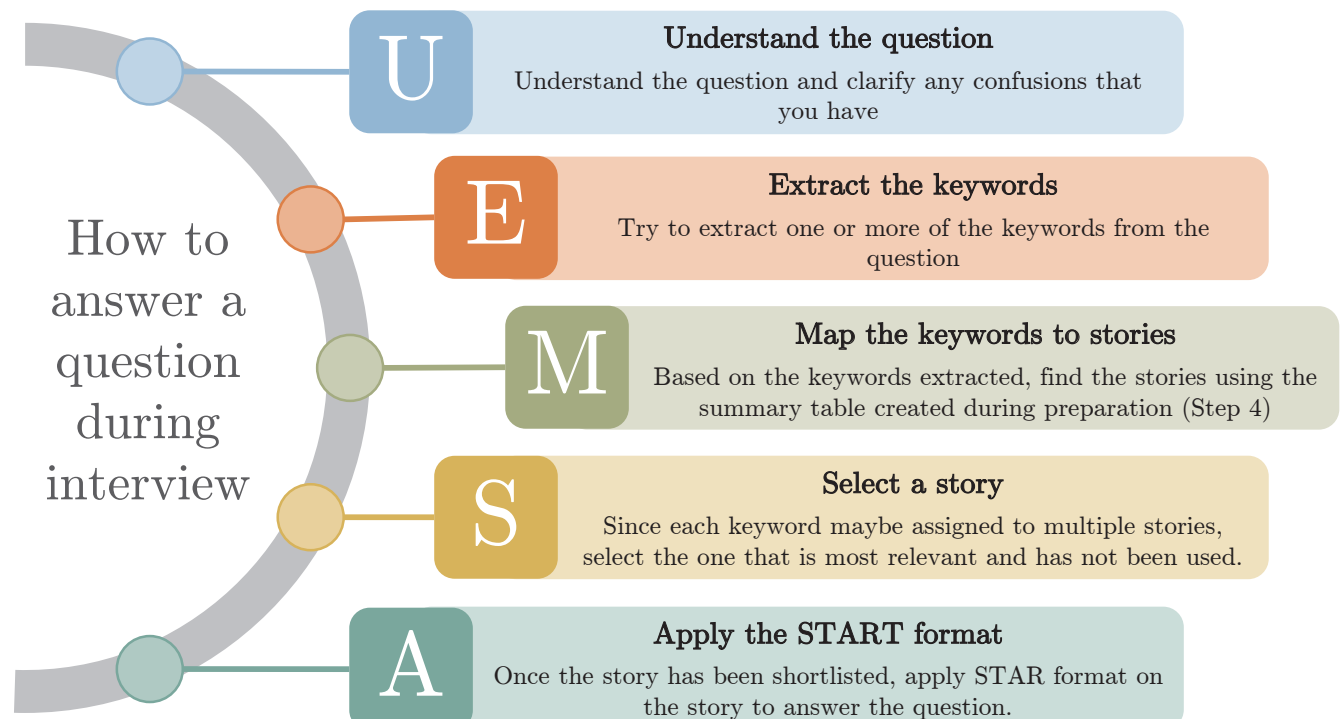 How to
answer a
question
during
interview
U
Understand the question
Understand the question and clarify any confusions that
you have
E
Extract the keywords
Try to extract one or more of the keywords from the
question
M
Map the keywords to stories
Based on the keywords extracted, find the stories using the
summary table created during preparation (Step 4)
S
Select a story
Since each keyword maybe assigned to multiple stories,
select the one that is most relevant and has not been used.
A
Apply the START format
Once the story has been shortlisted, apply STAR format on
the story to answer the question.